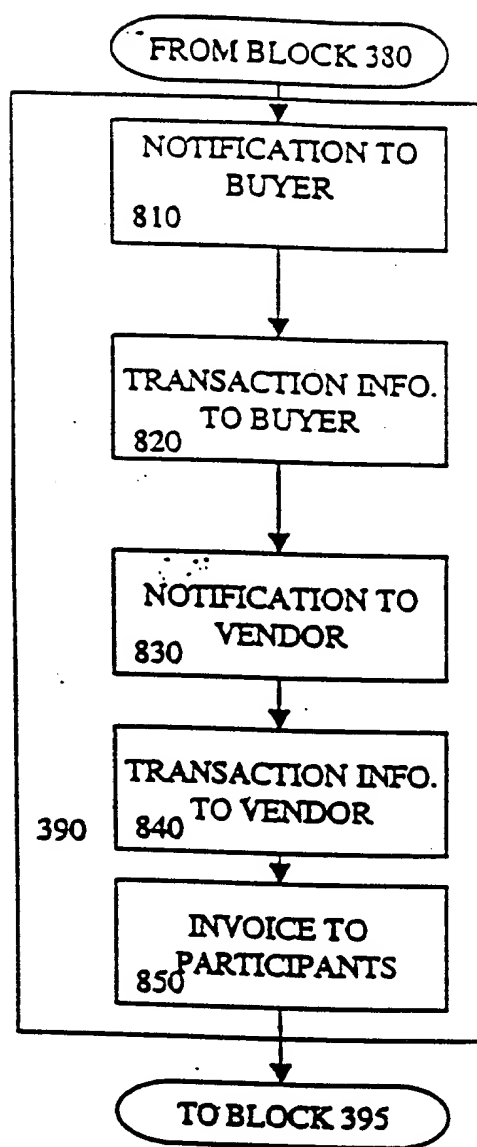 FROM BLOCK 380
NOTIFICATION TO
BUYER
810
TRANSACTION INFO.
TO BUYER
820
NOTIFICATION TO
VENDOR
830
TRANSACTION INFO.
TO VENDOR
390
840
INVOICE TO
PARTICIPANTS
850
TO BLOCK 395